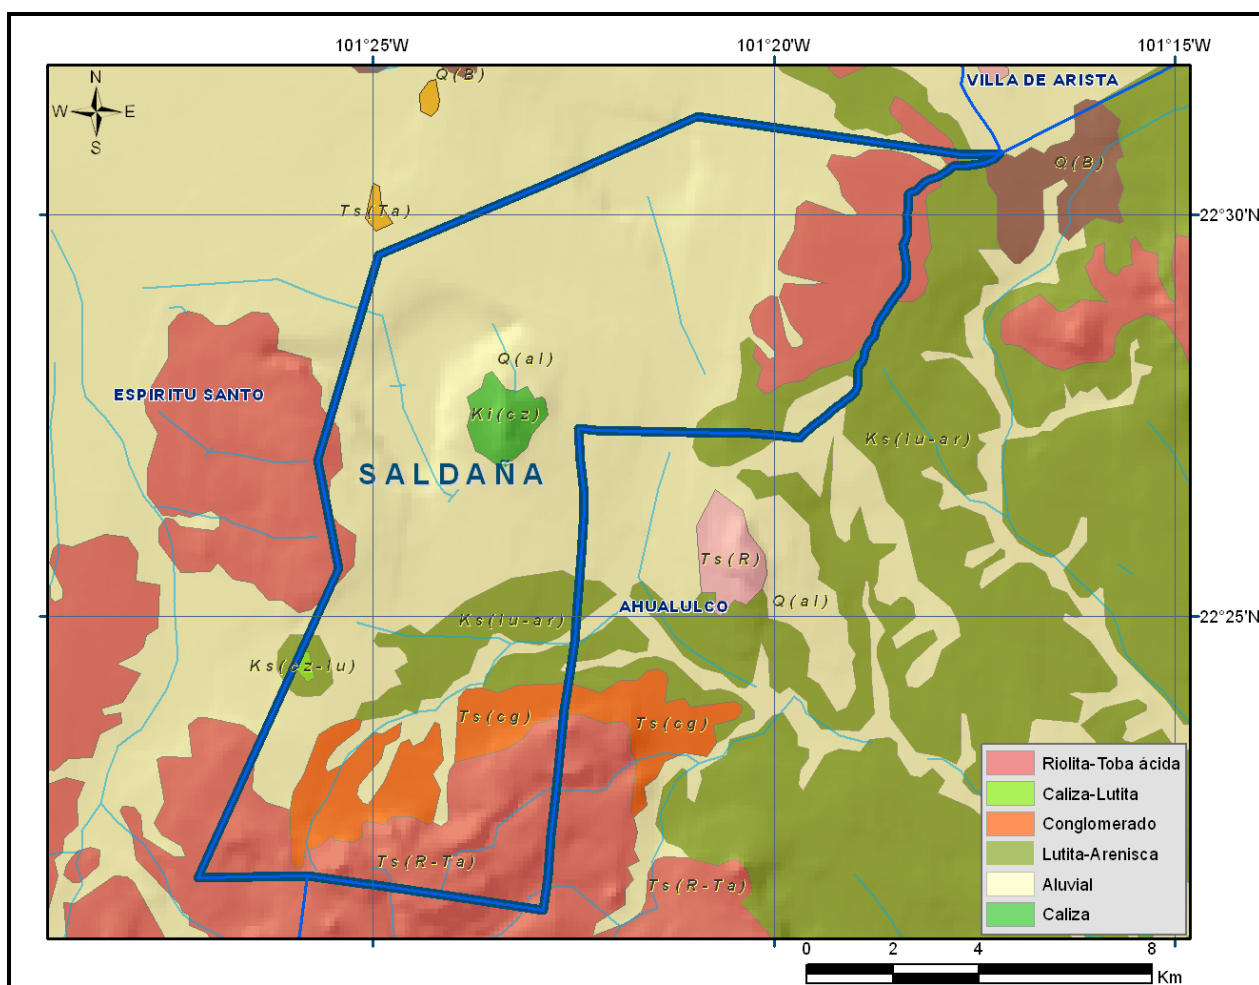 101°25'W
101°20'W
101°15'W
N
W
E
S
Q(B)
VILLA DE ARISTA
Q(B)
Ts(Ta)
22°30'N
Q(al)
ESPIRITU SANTO
Ki(cz)
Ks(lu-ar)
SALDAÑA
Ts(R)
Q(al)
AHUALULCO
Ks(lu-ar)
22°25'N
Ks(cz-lu)
Ts(cg)
Ts(cg)
Ts(R-Ta)
Ts(R-Ta)
Riolita-Toba ácida
Caliza-Lutita
Conglomerado
Lutita-Arenisca
Aluvial
Caliza
0 2 4 8
Km